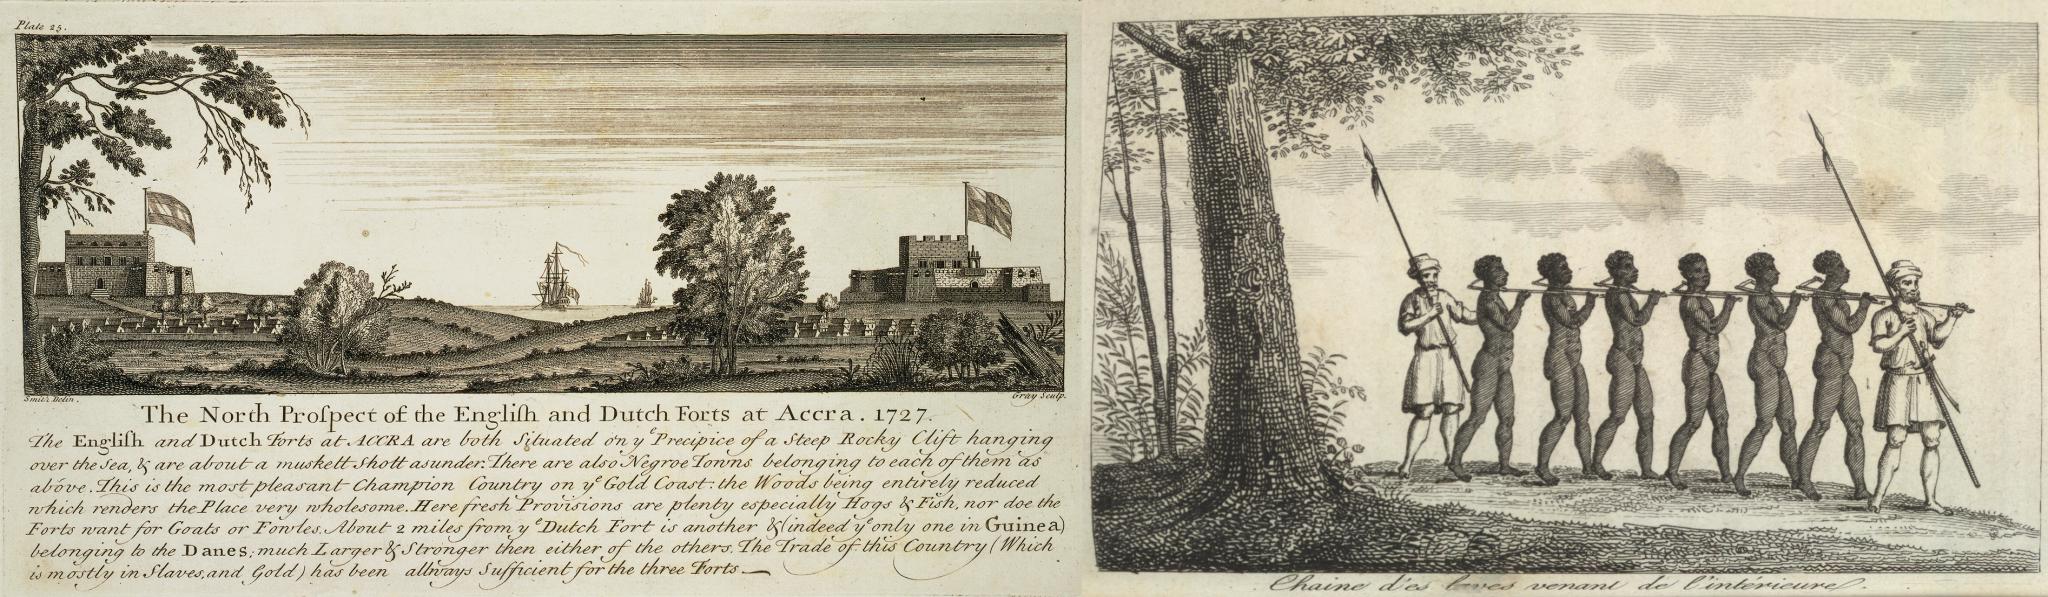 Plate 25.
Smith Delin.
Gray Sculp.
The North Proſpect of the Engliſh and Dutch Forts at Accra. 1727.
The Engliſh and Dutch Forts at ACCRA are both Situated on yͤ Precipice of a Steep Rocky Clift hanging
over the Sea, & are about a muskett Shott asunder. There are also Negroe Towns belonging to each of them as
above. This is the most pleasant Champion Country on yͤ Gold Coast: the Woods being entirely reduced
which renders the Place very wholesome. Here fresh Provisions are plenty especially Hogs & Fish, nor doe the
Forts want for Goats or Fowles. About 2 miles from yͤ Dutch Fort is another & (indeed yͤ only one in Guinea)
belonging to the Danes, much Larger & Stronger then either of the others. The Trade of this Country (Which
is mostly in Slaves, and Gold) has been allways Sufficient for the three Forts
Chaine d'es laves venant de l'intérieure.